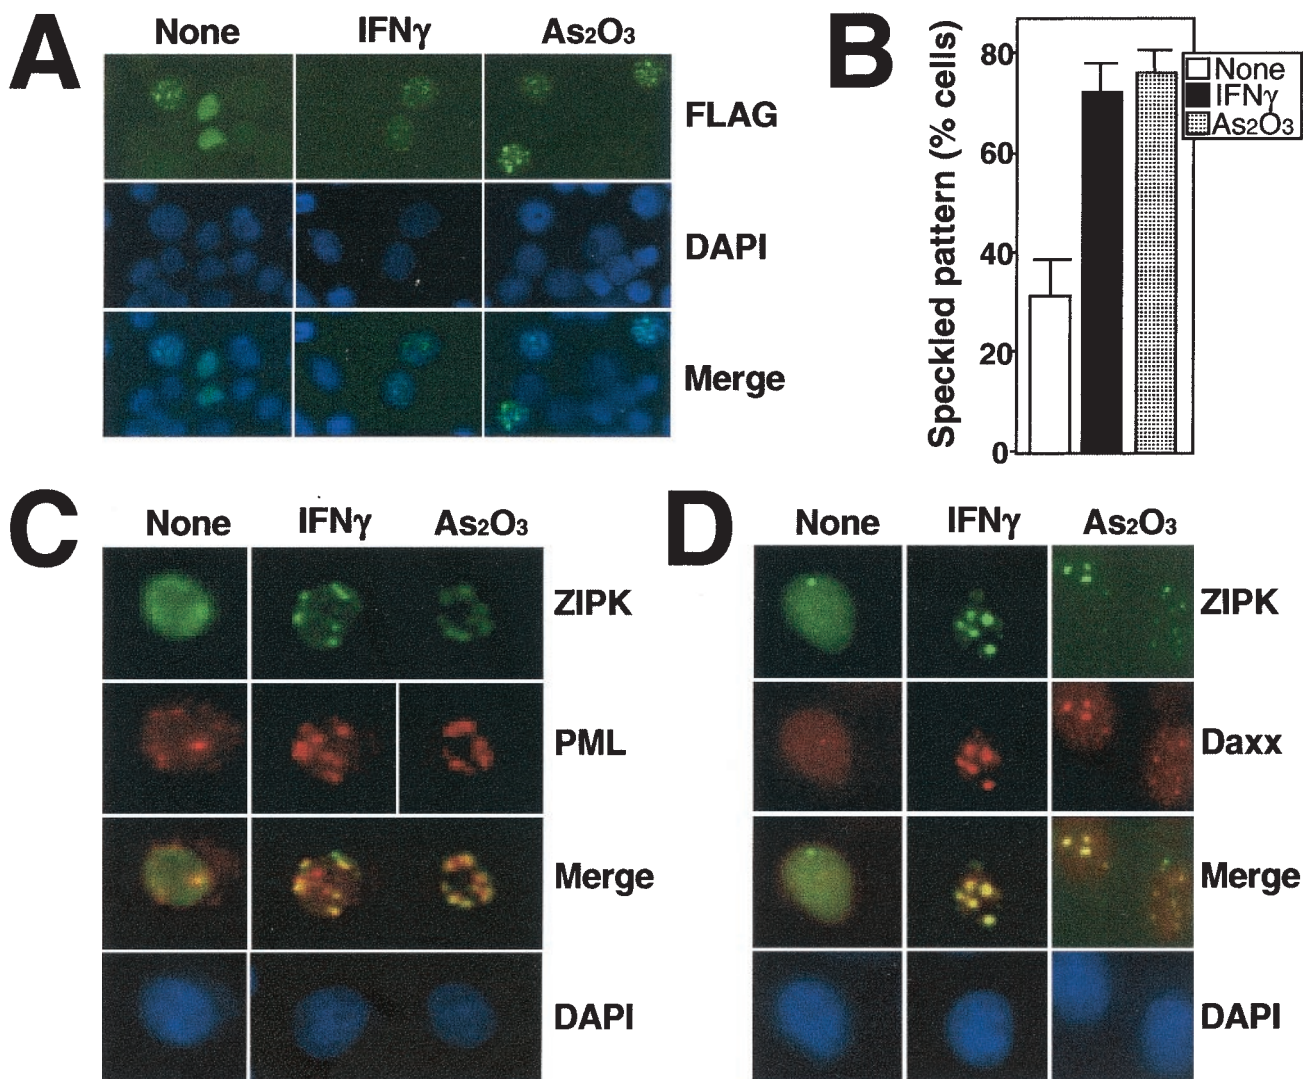 A
None IFNγ As2O3
FLAG
DAPI
Merge
B
Speckled pattern (% cells)
80
60
40
20
0
None
IFNγ
As2O3
C
None IFNγ As2O3
ZIPK
PML
Merge
DAPI
D
None IFNγ As2O3
ZIPK
Daxx
Merge
DAPI